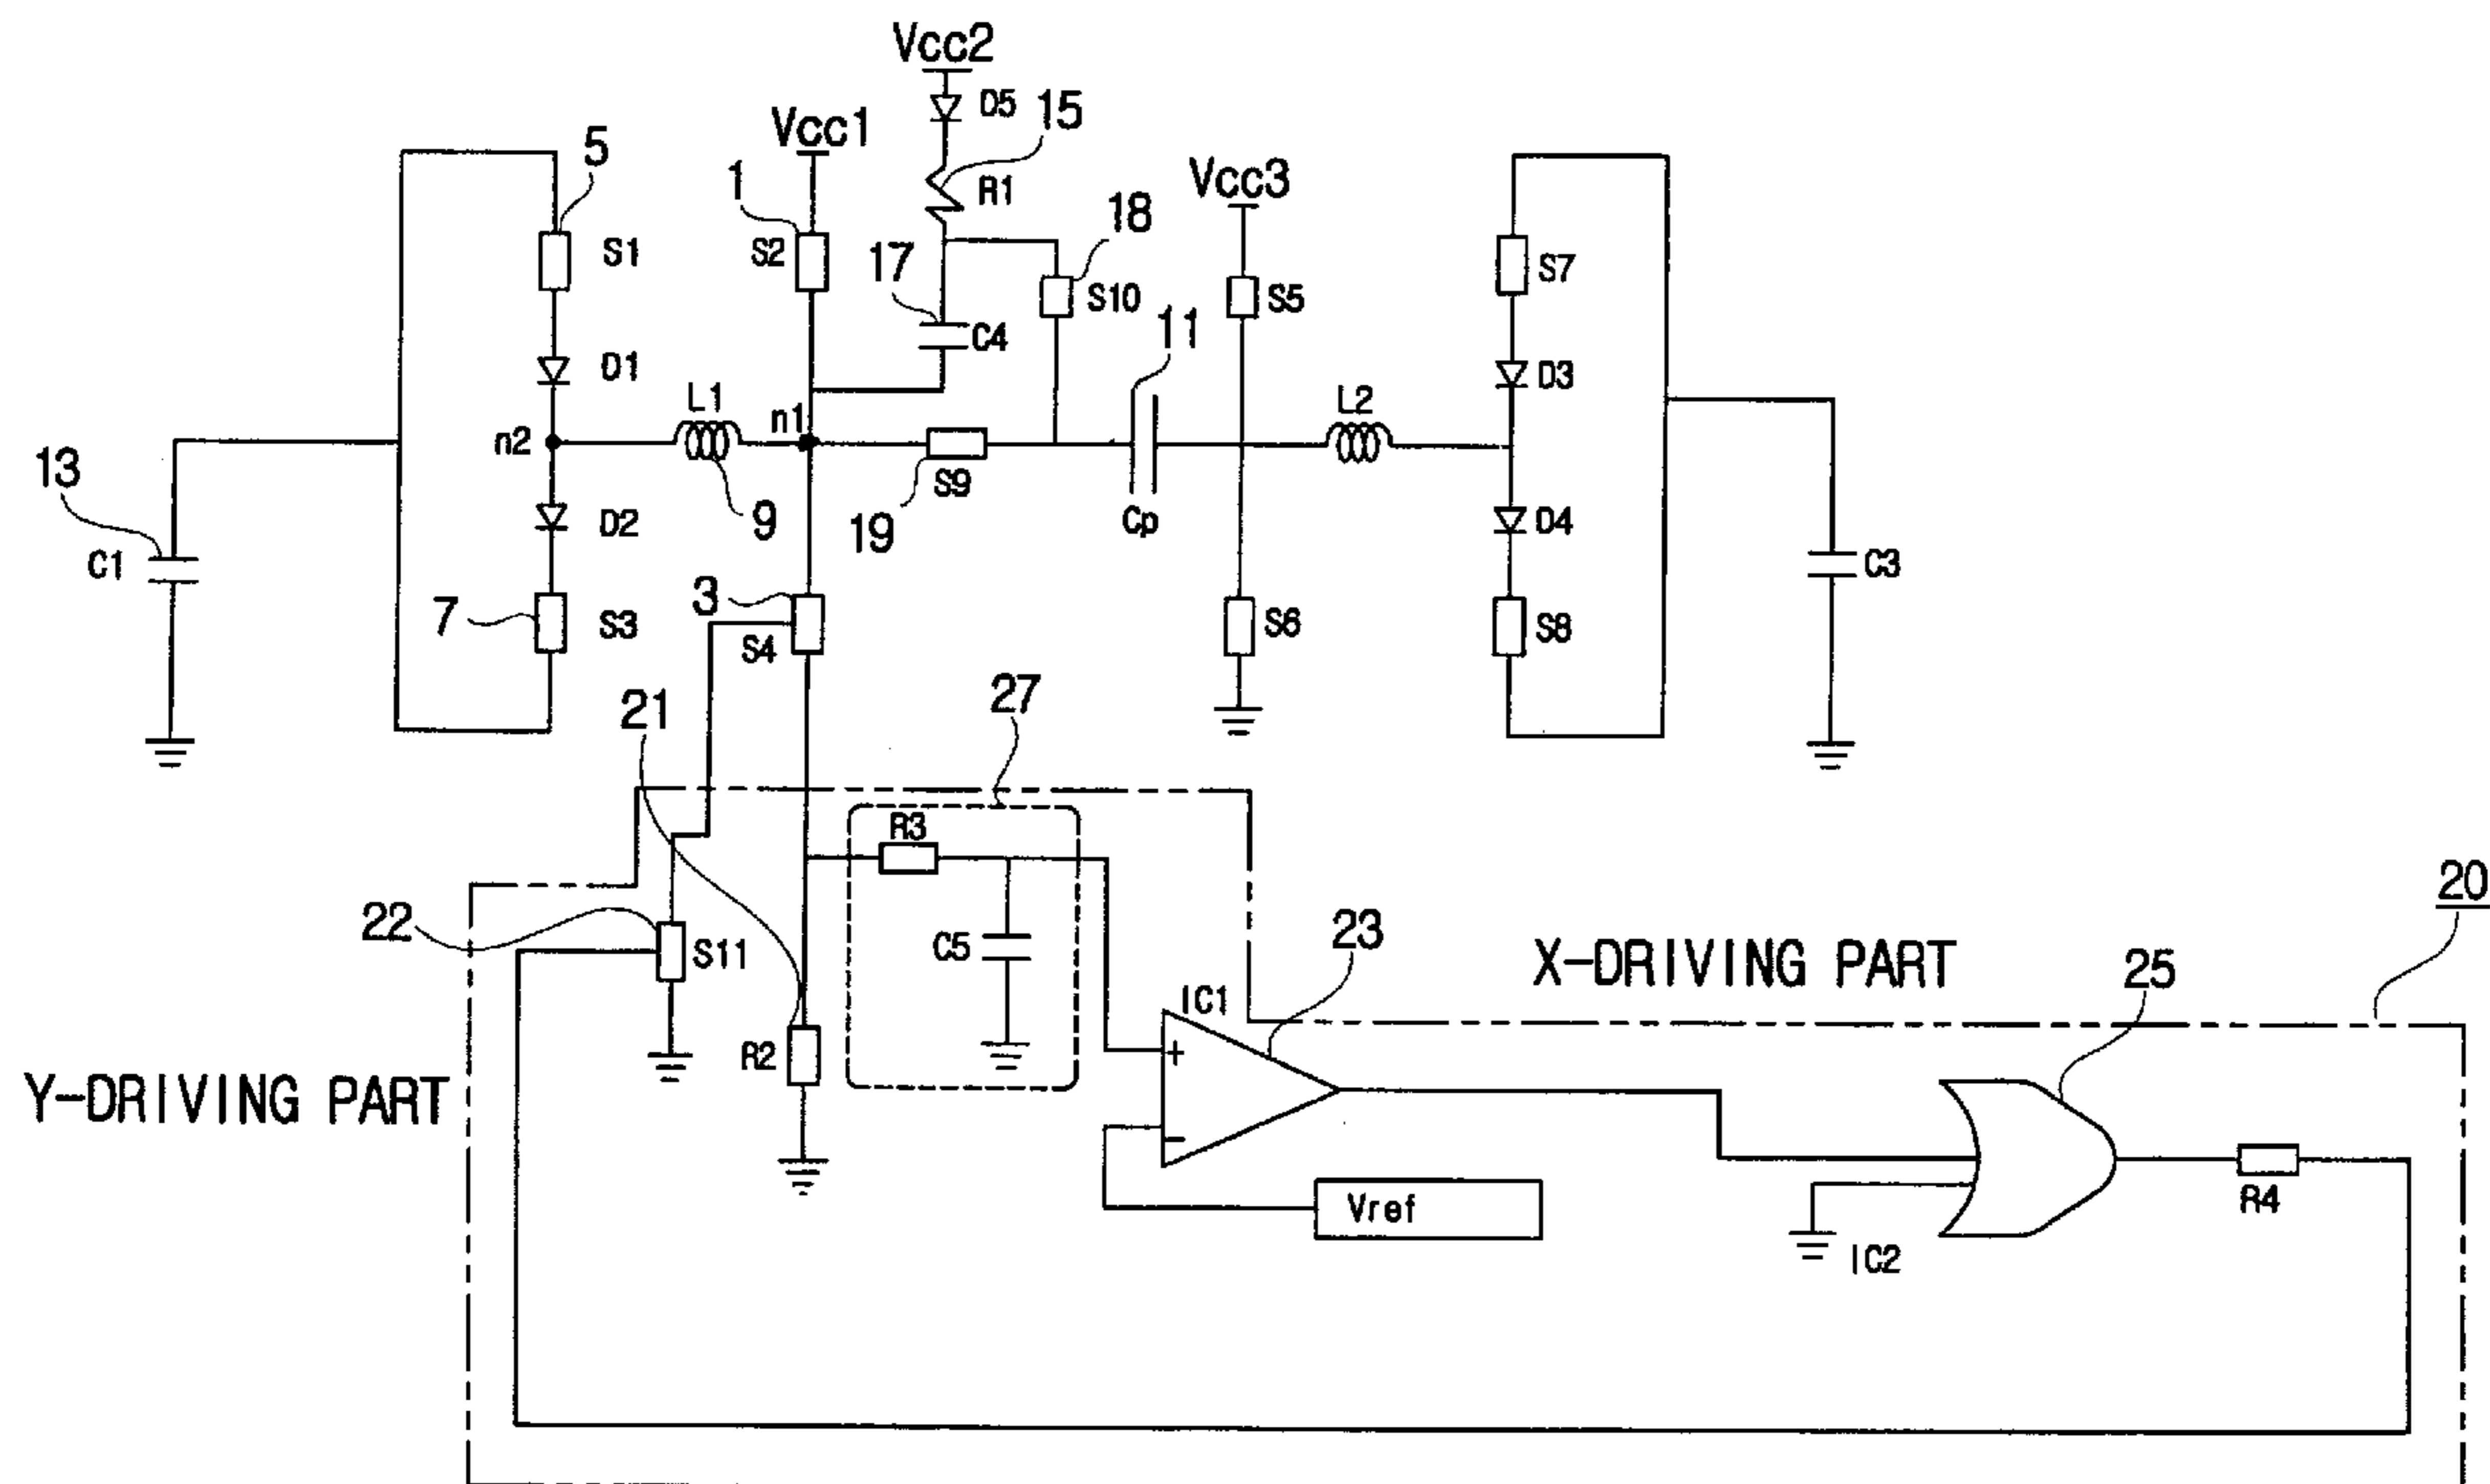 Vcc2
D5
15
Vcc1
5
1
R1
Vcc3
18
S1
S2
17
S10
S5
S7
11
C4
D1
L1
n1
D3
L2
n2
13
S9
D2
9
19
Cp
D4
C1
C3
3
7
S3
S4
S6
S8
21
27
R3
20
22
S11
C5
23
X-DRIVING PART
25
IC1
R2
+
Y-DRIVING PART
−
Vref
R4
IC2